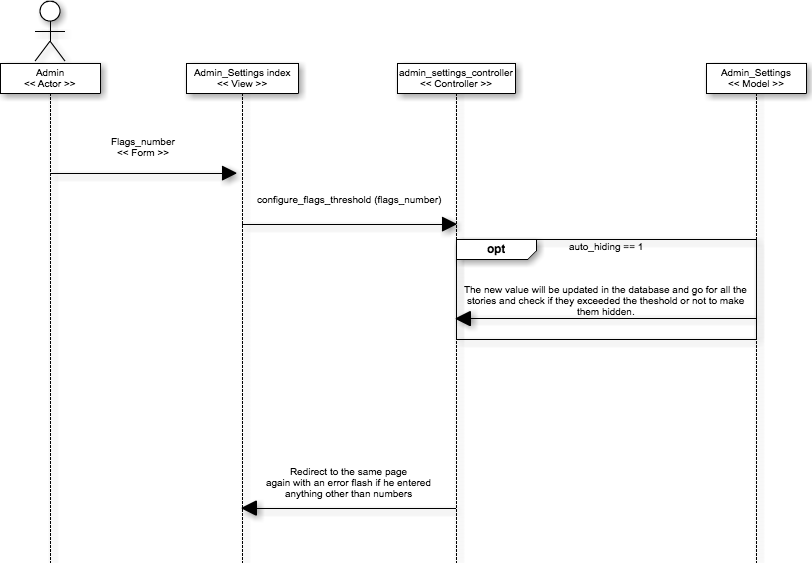 Admin
<< Actor >>
Admin_Settings index
<< View >>
admin_settings_controller
<< Controller >>
Admin_Settings
<< Model >>
Flags_number
<< Form >>
configure_flags_threshold (flags_number)
opt
auto_hiding == 1
The new value will be updated in the database and go for all the
stories and check if they exceeded the theshold or not to make
them hidden.
Redirect to the same page
again with an error flash if he entered
anything other than numbers